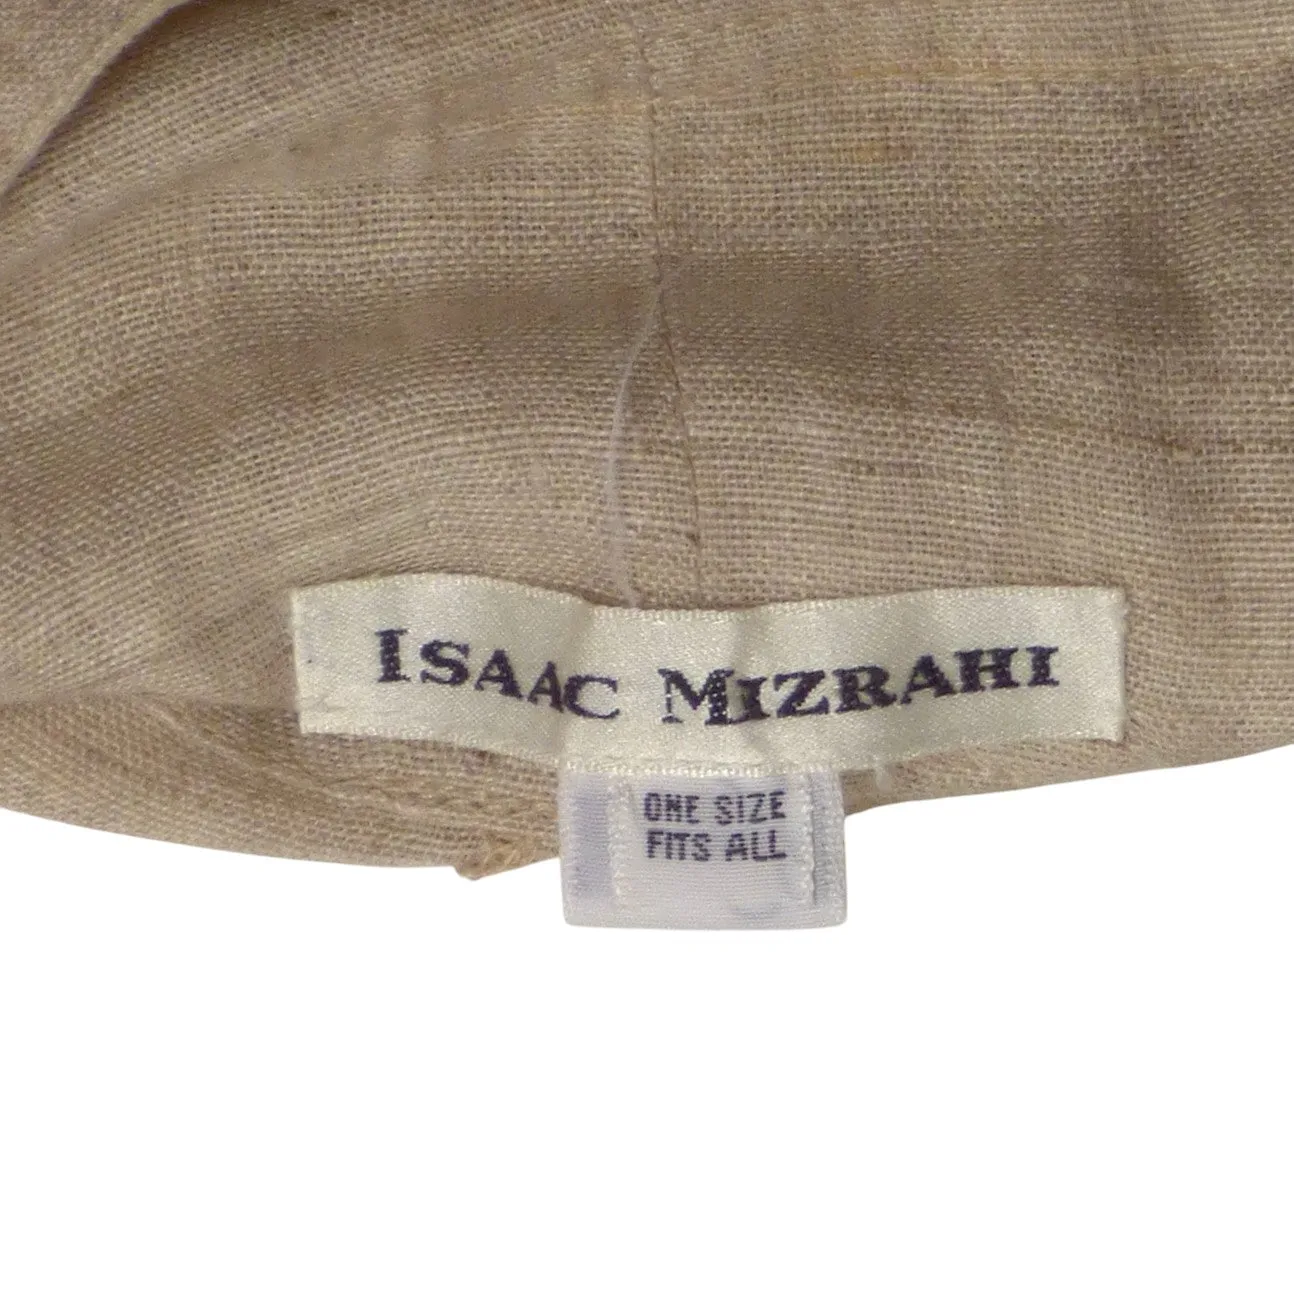 ISAAC MIZRAHI
ONE SIZE
FITS ALL